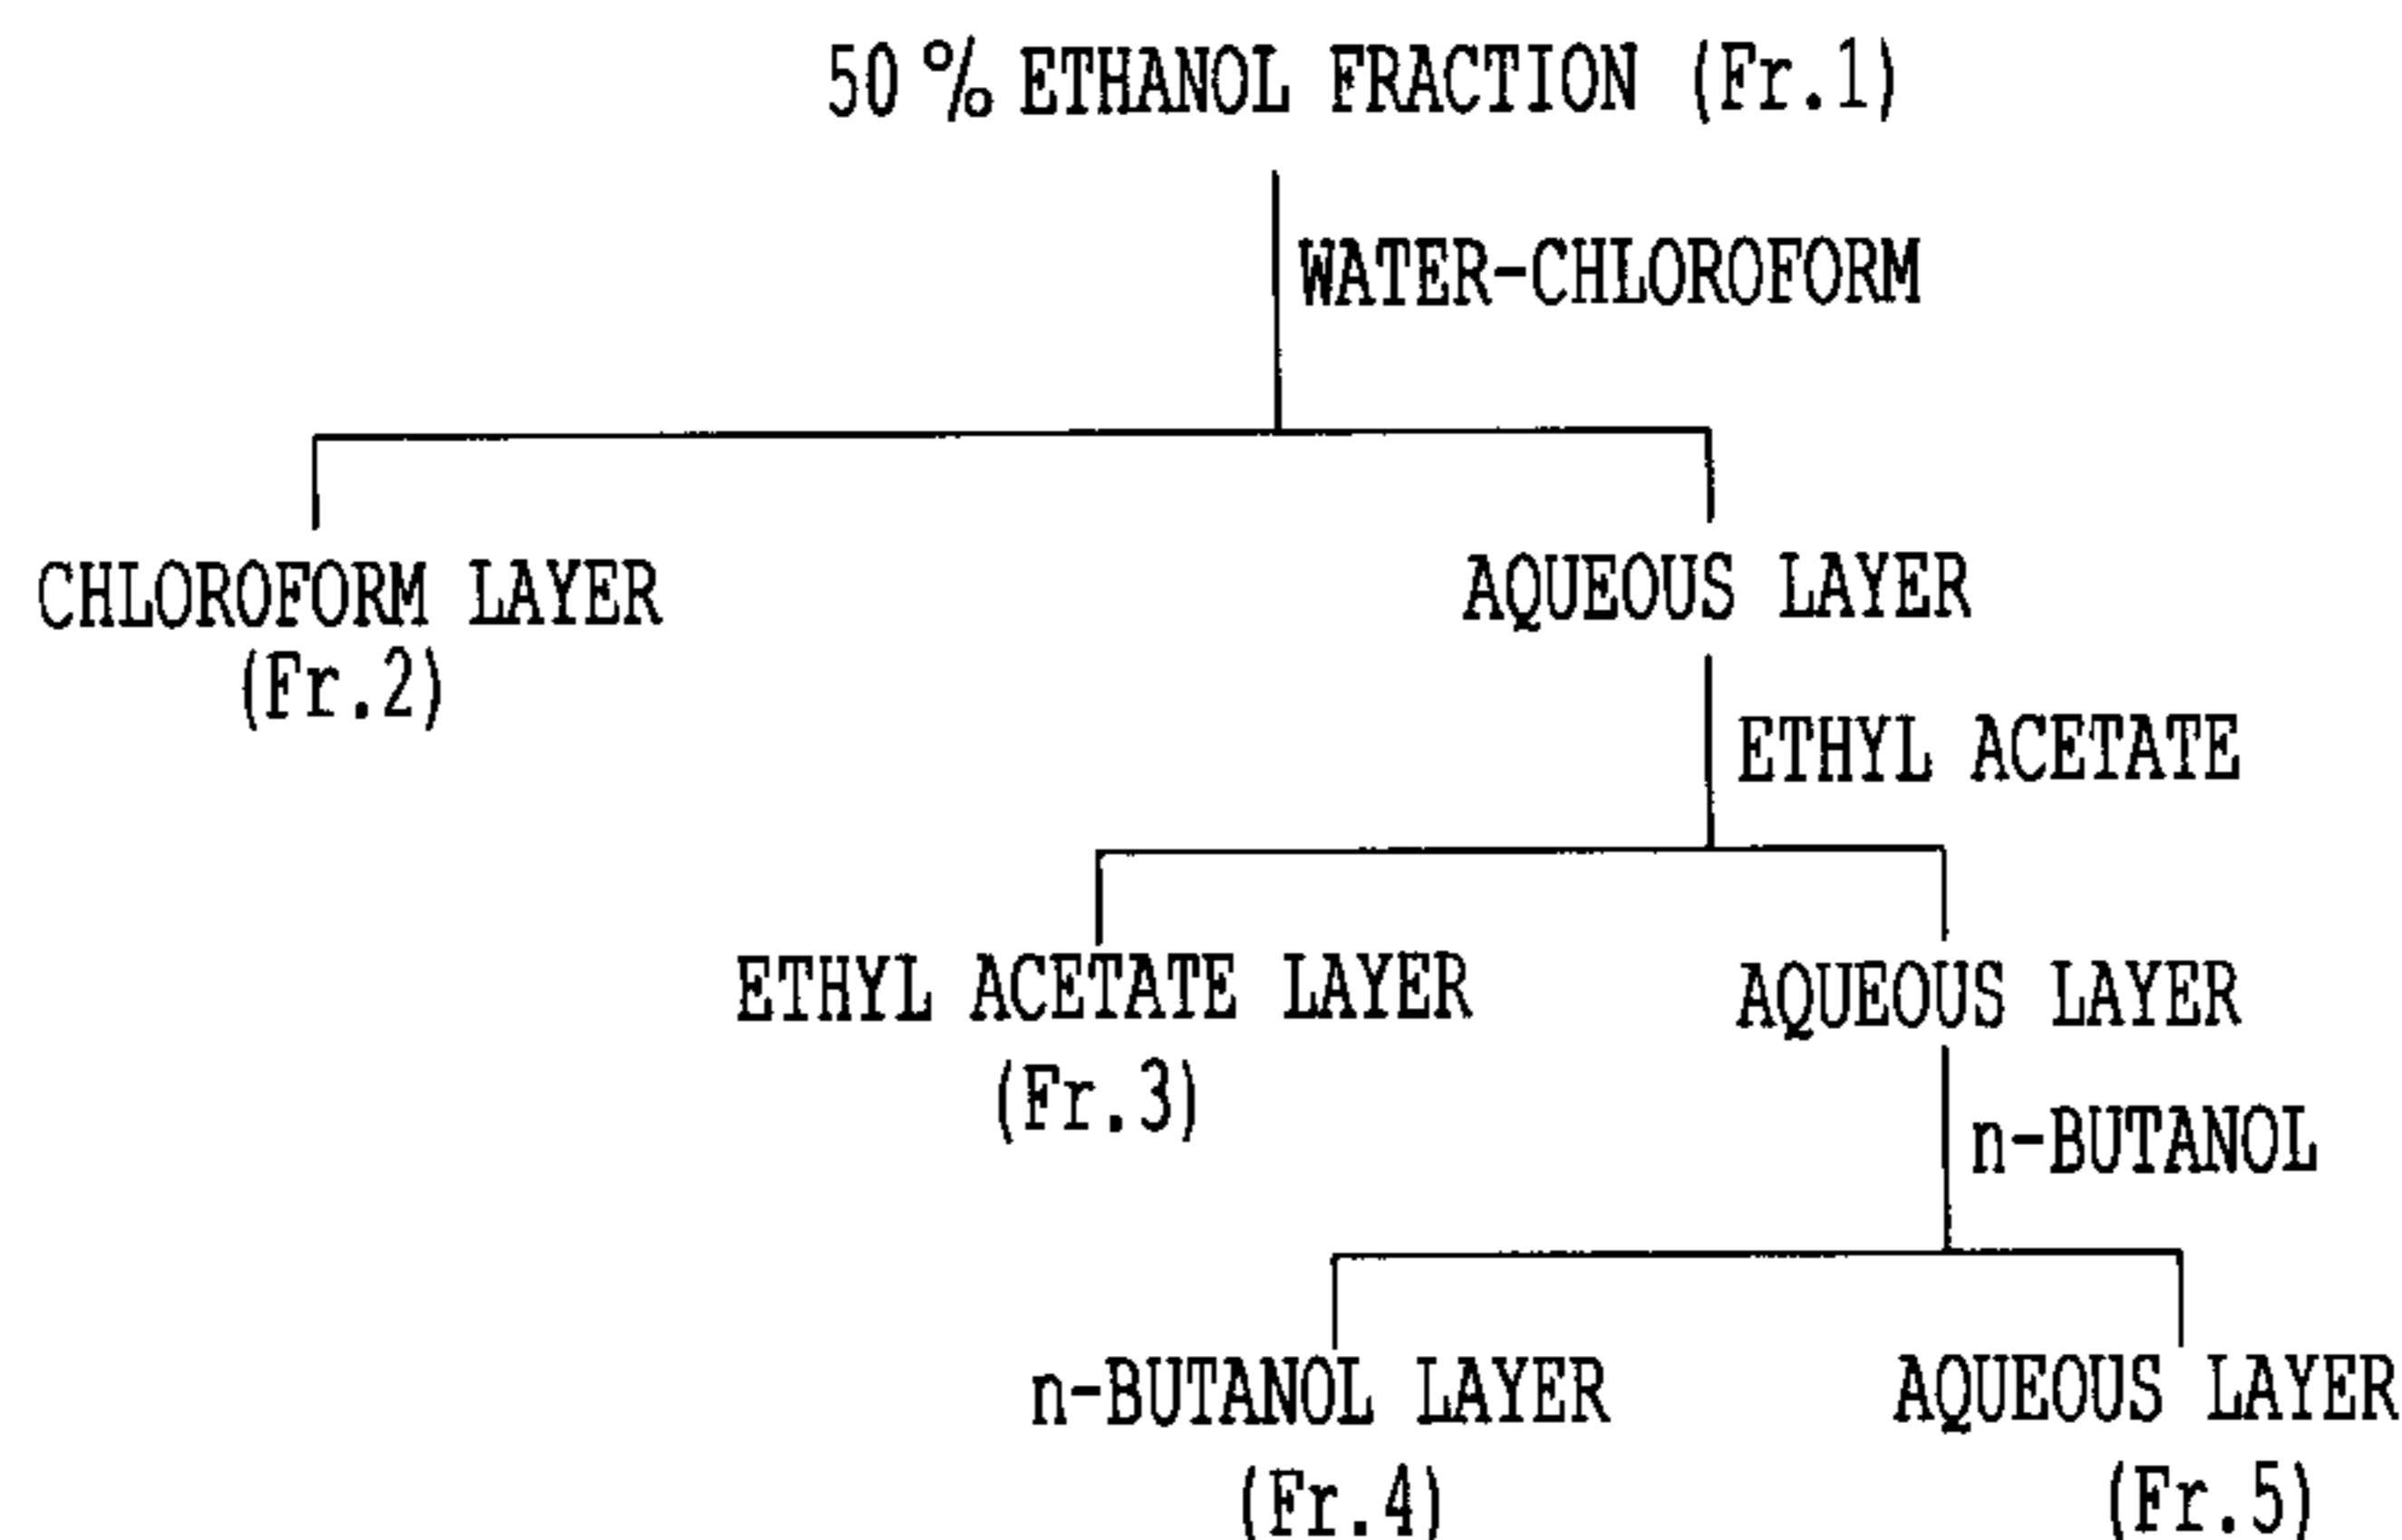 50 % ETHANOL FRACTION (Fr.1)
WATER-CHLOROFORM
CHLOROFORM LAYER
(Fr.2)
AQUEOUS LAYER
ETHYL ACETATE
ETHYL ACETATE LAYER
(Fr.3)
AQUEOUS LAYER
n-BUTANOL
n-BUTANOL LAYER
(Fr.4)
AQUEOUS LAYER
(Fr.5)